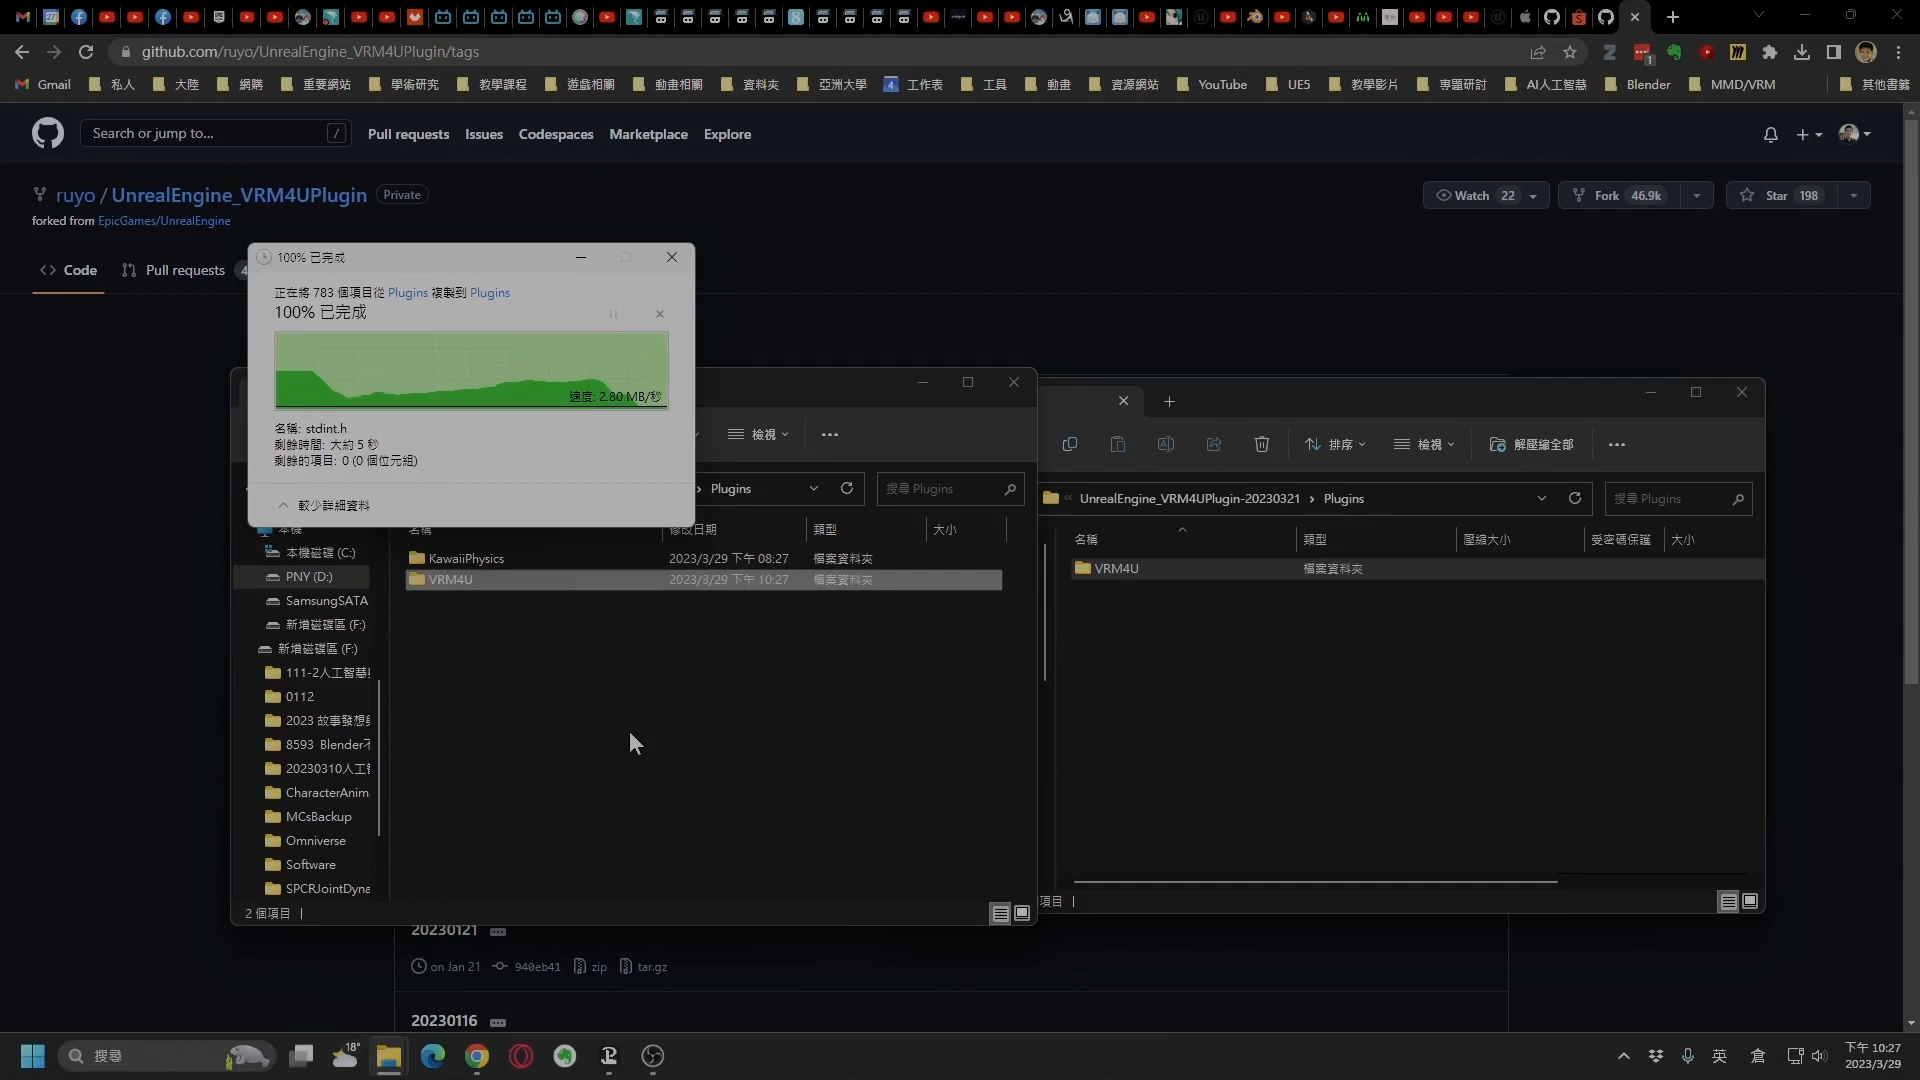 github.com/ruyo/UnrealEngine_VRM4UPlugin/tags
Gmail 私人 大陸 網購 重要網站 學術研究 教學課程 遊戲相關 動畫相關 資料夾 亞洲大學 工作表 工具 動畫 資源網站 YouTube UE5 教學影片 專題研討 AI人工智慧 Blender MMD/VRM 其他書籤
Search or jump to... / Pull requests Issues Codespaces Marketplace Explore
ruyo / UnrealEngine_VRM4UPlugin Private
Watch 22 Fork 46.9k Star 198
forked from EpicGames/UnrealEngine
Code Pull requests 4
100% 已完成
正在將 783 個項目從 Plugins 複製到 Plugins
100% 已完成
速度: 2.80 MB/秒
名稱: stdint.h
剩餘時間: 大約 5 秒
剩餘的項目: 0 (0 個位元組)
較少詳細資料
檢視
Plugins 搜尋 Plugins
名稱 修改日期 類型 大小
KawaiiPhysics 2023/3/29 下午 08:27 檔案資料夾
VRM4U 2023/3/29 下午 10:27 檔案資料夾
本機
本機磁碟 (C:)
PNY (D:)
SamsungSATA
新增磁碟區 (F:)
新增磁碟區 (F:)
111-2人工智慧
0112
2023 故事發想
8593 Blender
20230310人工
CharacterAnim
MCsBackup
Omniverse
Software
SPCRJointDyna
2 個項目
排序 檢視 解壓縮全部
UnrealEngine_VRM4UPlugin-20230321 › Plugins 搜尋 Plugins
名稱 類型 壓縮大小 受密碼保護 大小
VRM4U 檔案資料夾
項目
20230121
on Jan 21 940eb41 zip tar.gz
20230116
搜尋
18°
英
倉
下午 10:27
2023/3/29